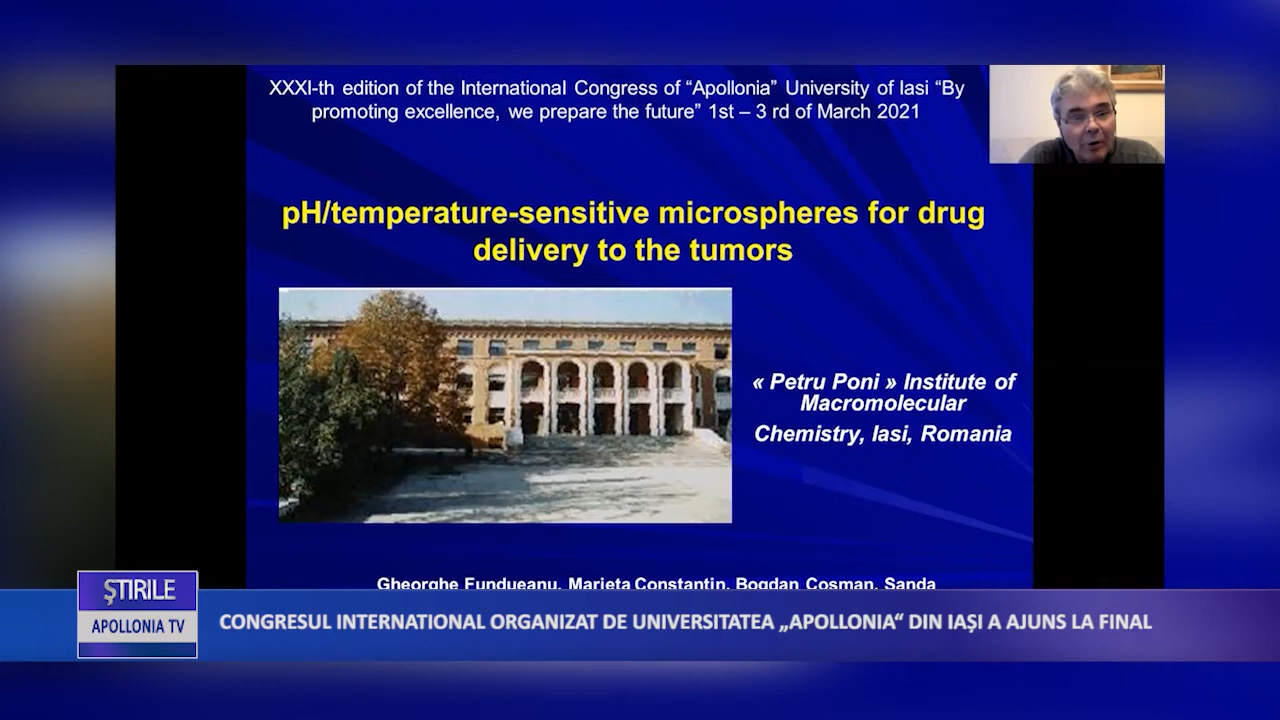 XXXI-th edition of the International Congress of “Apollonia” University of Iasi “By
promoting excellence, we prepare the future” 1st – 3 rd of March 2021
pH/temperature-sensitive microspheres for drug
delivery to the tumors
« Petru Poni » Institute of
Macromolecular
Chemistry, Iasi, Romania
Gheorghe Fundueanu, Marieta Constantin, Bogdan Cosman, Sanda
ȘTIRILE
APOLLONIA TV
CONGRESUL INTERNATIONAL ORGANIZAT DE UNIVERSITATEA „APOLLONIA“ DIN IAȘI A AJUNS LA FINAL